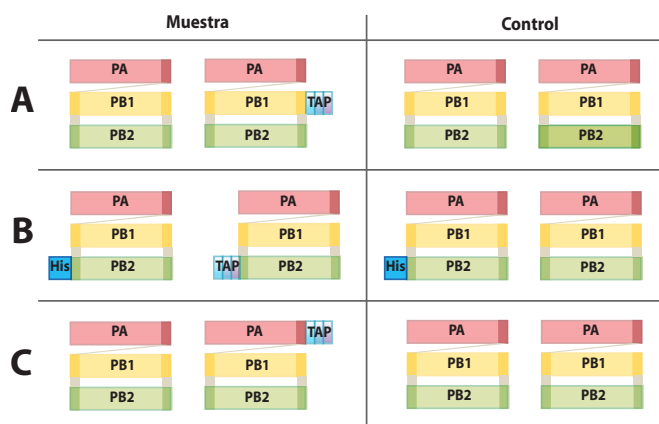 Muestra Control
A
PA PA PA PA
PB1 PB1 TAP PB1 PB1
PB2 PB2 PB2 PB2
B
PA PA PA PA
PB1 PB1 PB1 PB1
His PB2 TAP PB2 His PB2 PB2
C
PA PA TAP PA PA
PB1 PB1 PB1 PB1
PB2 PB2 PB2 PB2